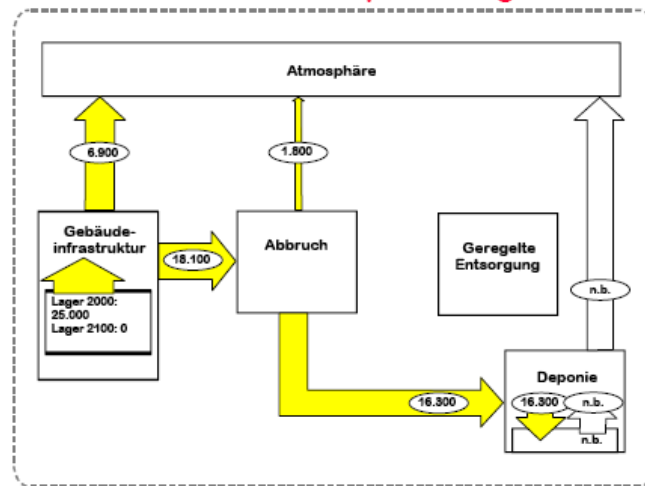 Atmosphäre
6.900
1.800
Gebäude-
infrastruktur
18.100
Abbruch
Geregelte
Entsorgung
n.b.
Lager 2000:
25.000
Lager 2100: 0
Deponie
16.300
16.300
n.b.
n.b.